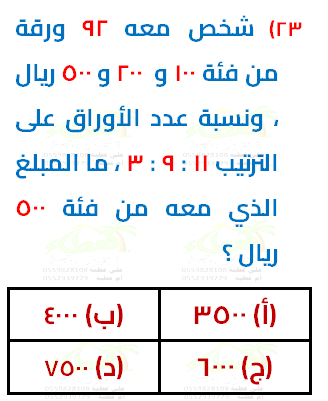 ٢٣) شخص معه ٩٢ ورقة
من فئة ١٠٠ و ٢٠٠ و ٥٠٠ ريال
، ونسبة عدد الأوراق على
الترتيب ١١ : ٩ : ٣ ، ما المبلغ
الذي معه من فئة ٥٠٠
ريال ؟
(أ) ٣٥٠٠ (ب) ٤٠٠٠
(ج) ٦٠٠٠ (د) ٧٥٠٠